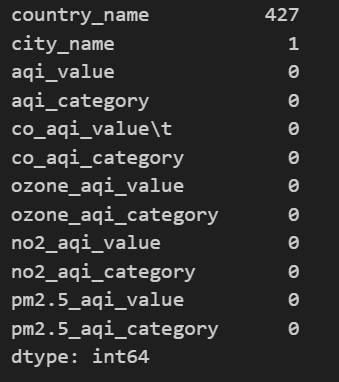 country_name 427
city_name 1
aqi_value 0
aqi_category 0
co_aqi_value\t 0
co_aqi_category 0
ozone_aqi_value 0
ozone_aqi_category 0
no2_aqi_value 0
no2_aqi_category 0
pm2.5_aqi_value 0
pm2.5_aqi_category 0
dtype: int64